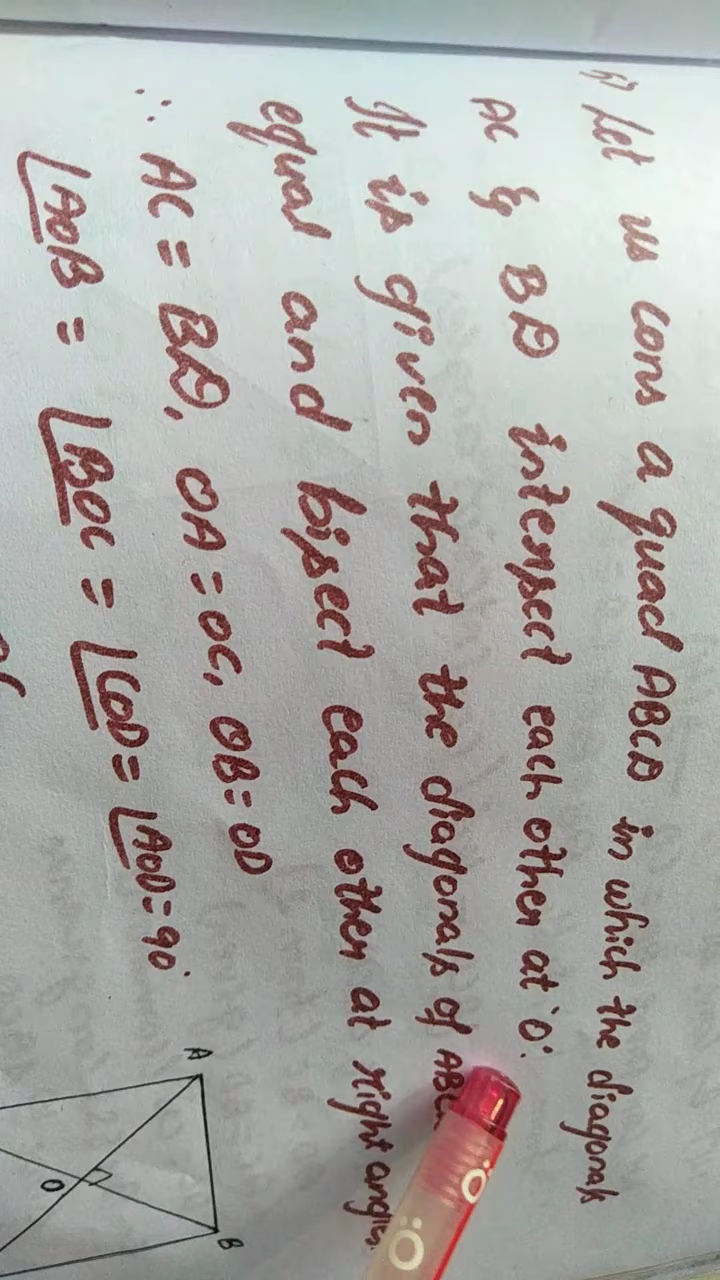 i) Let us cons a quad ABCD in which the diagonals
AC & BD intersect each other at 'O'.
It is given that the diagonals of
equal and bisect each other at right angles.
∴ AC = BD, OA = OC, OB = OD
∠AOB = ∠BOC = ∠COD = ∠AOD = 90°
A
B
O
Ö
Ö